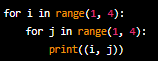 for i in range(1, 4):
    for j in range(1, 4):
        print((i, j))